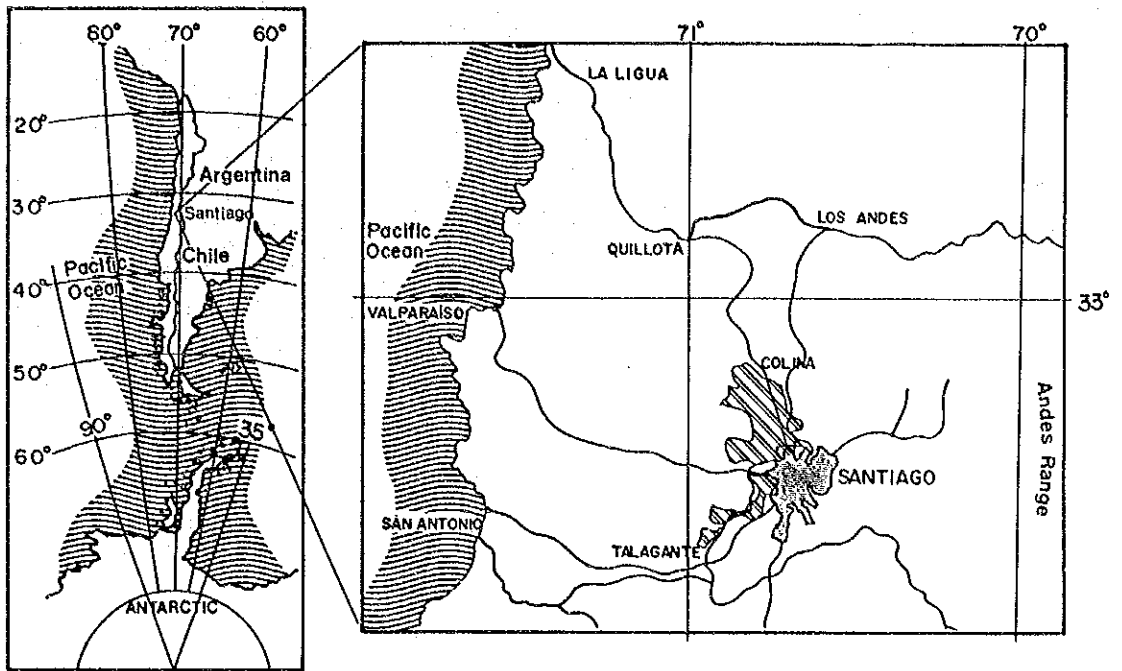 80° 70° 60°
20°
Argentina
30°
Santiago
Chile
Pacific
Ocean
40°
50°
90°
35°
60°
ANTARCTIC
71° 70°
LA LIGUA
LOS ANDES
Pacific
Ocean
QUILLOTA
33°
VALPARAÍSO
COLINA
Andes Range
SANTIAGO
SAN ANTONIO
TALAGANTE